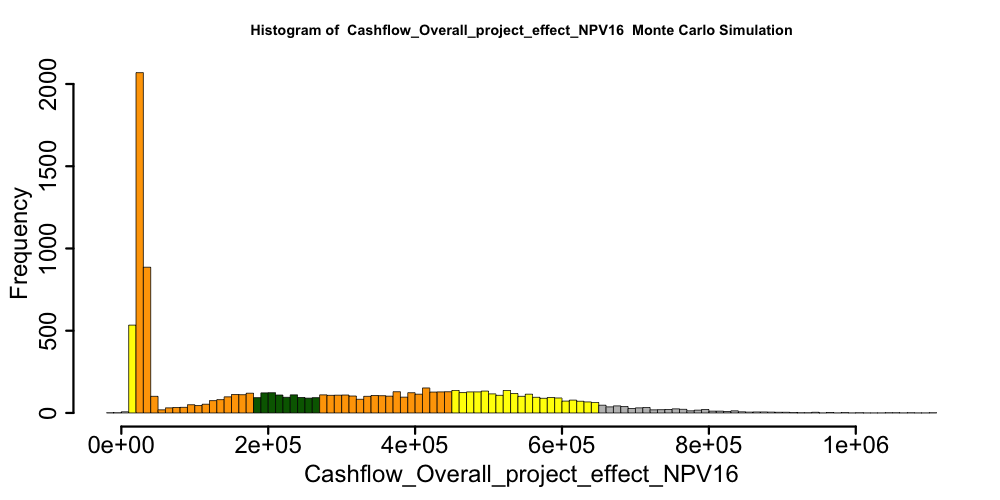 Histogram of  Cashflow_Overall_project_effect_NPV16  Monte Carlo Simulation
Frequency
2000
1500
1000
500
0
0e+00 2e+05 4e+05 6e+05 8e+05 1e+06
Cashflow_Overall_project_effect_NPV16